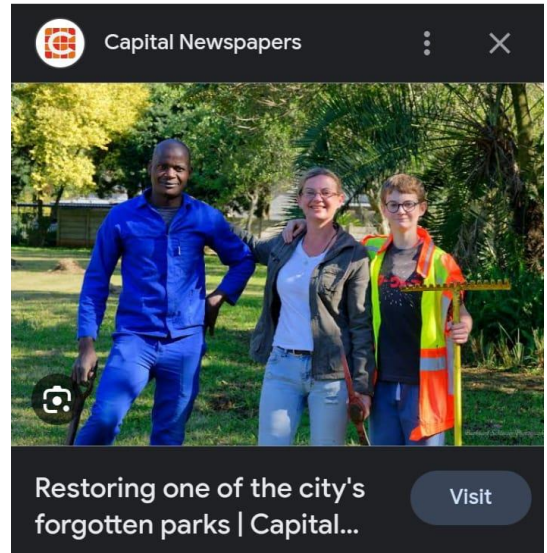 Capital Newspapers
Restoring one of the city's
forgotten parks | Capital...
Visit